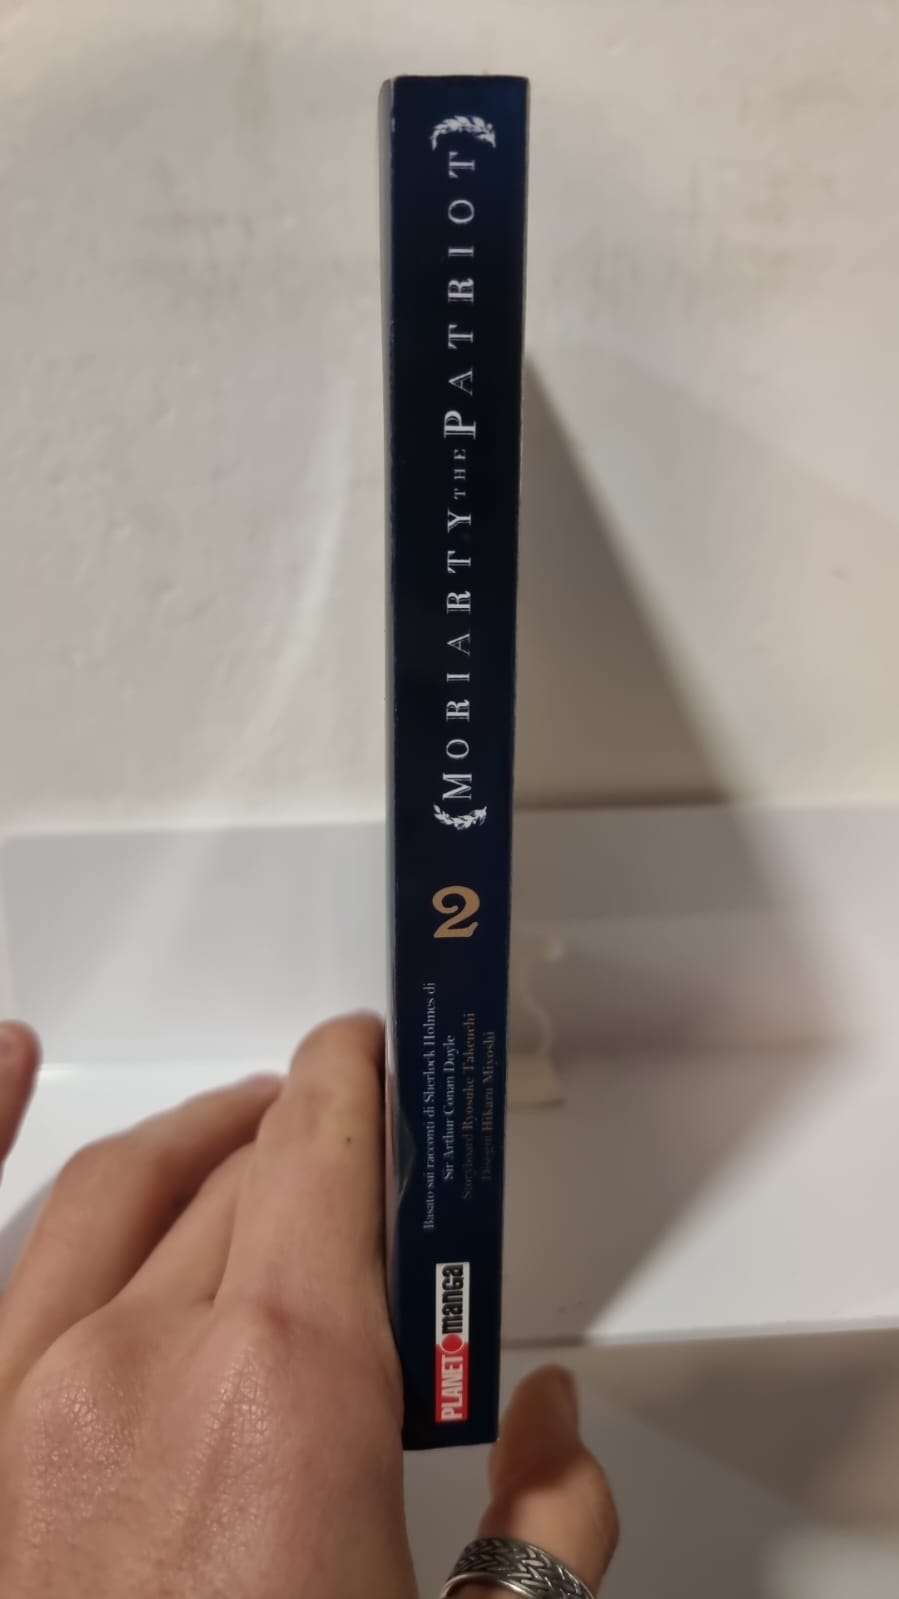 MORIARTY THE PATRIOT
2
Basato sui racconti di Sherlock Holmes di
Sir Arthur Conan Doyle
Storyboard Ryosuke Takeuchi
Disegni Hikaru Miyoshi
PLANET manga